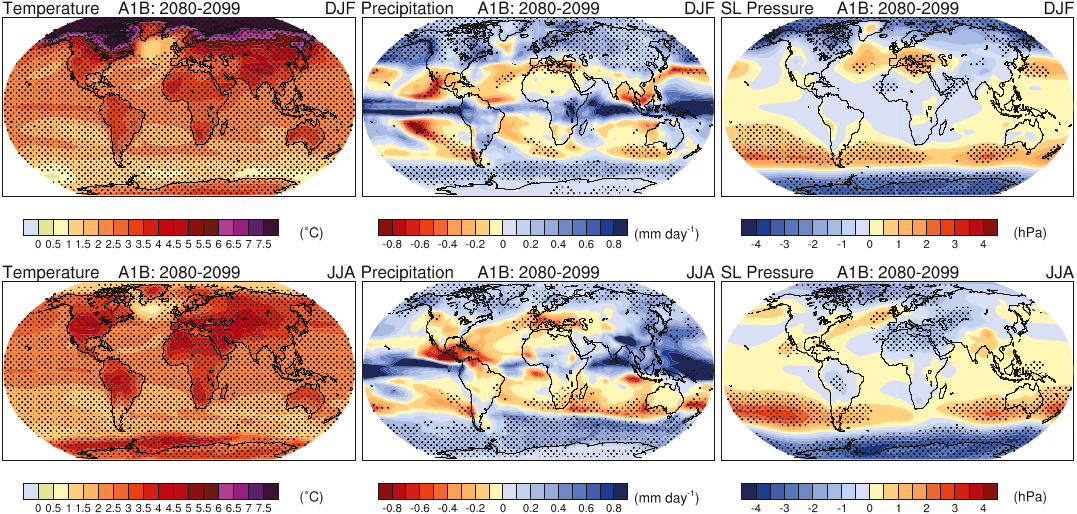 Temperature A1B: 2080-2099 DJF
Precipitation A1B: 2080-2099 DJF
SL Pressure A1B: 2080-2099 DJF
0 0.5 1 1.5 2 2.5 3 3.5 4 4.5 5 5.5 6 6.5 7 7.5 (˚C)
-0.8 -0.6 -0.4 -0.2 0 0.2 0.4 0.6 0.8 (mm day-1)
-4 -3 -2 -1 0 1 2 3 4 (hPa)
Temperature A1B: 2080-2099 JJA
Precipitation A1B: 2080-2099 JJA
SL Pressure A1B: 2080-2099 JJA
0 0.5 1 1.5 2 2.5 3 3.5 4 4.5 5 5.5 6 6.5 7 7.5 (˚C)
-0.8 -0.6 -0.4 -0.2 0 0.2 0.4 0.6 0.8 (mm day-1)
-4 -3 -2 -1 0 1 2 3 4 (hPa)